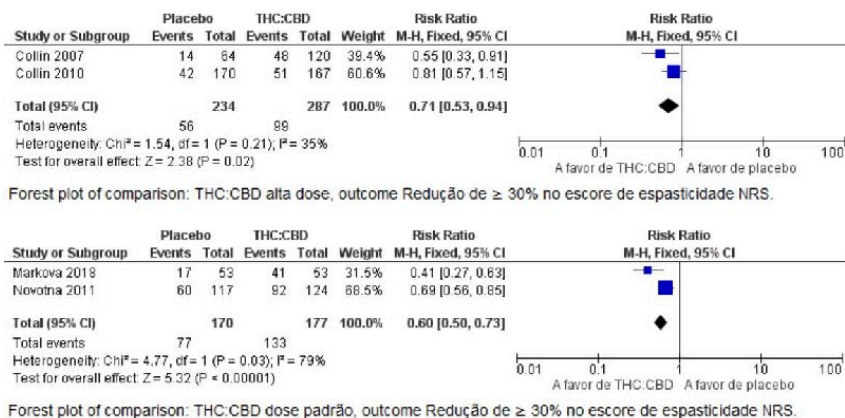 Placebo THC:CBD Risk Ratio Risk Ratio
Study or Subgroup Events Total Events Total Weight M-H, Fixed, 95% CI M-H, Fixed, 95% CI
Collin 2007 14 64 48 120 39.4% 0.55 [0.33, 0.91]
Collin 2010 42 170 51 167 60.6% 0.81 [0.57, 1.15]
Total (95% CI) 234 287 100.0% 0.71 [0.53, 0.94]
Total events 56 99
Heterogeneity: Chi² = 1.54, df = 1 (P = 0.21); I² = 35%
Test for overall effect: Z = 2.38 (P = 0.02)
0.01 0.1 1 10 100
A favor de THC:CBD A favor de placebo
Forest plot of comparison: THC:CBD alta dose, outcome Redução de ≥ 30% no escore de espasticidade NRS.
Placebo THC:CBD Risk Ratio Risk Ratio
Study or Subgroup Events Total Events Total Weight M-H, Fixed, 95% CI M-H, Fixed, 95% CI
Markova 2018 17 53 41 53 31.5% 0.41 [0.27, 0.63]
Novotna 2011 60 117 92 124 68.5% 0.69 [0.56, 0.85]
Total (95% CI) 170 177 100.0% 0.60 [0.50, 0.73]
Total events 77 133
Heterogeneity: Chi² = 4.77, df = 1 (P = 0.03); I² = 79%
Test for overall effect: Z = 5.32 (P < 0.00001)
0.01 0.1 1 10 100
A favor de THC:CBD A favor de placebo
Forest plot of comparison: THC:CBD dose padrão, outcome Redução de ≥ 30% no escore de espasticidade NRS.